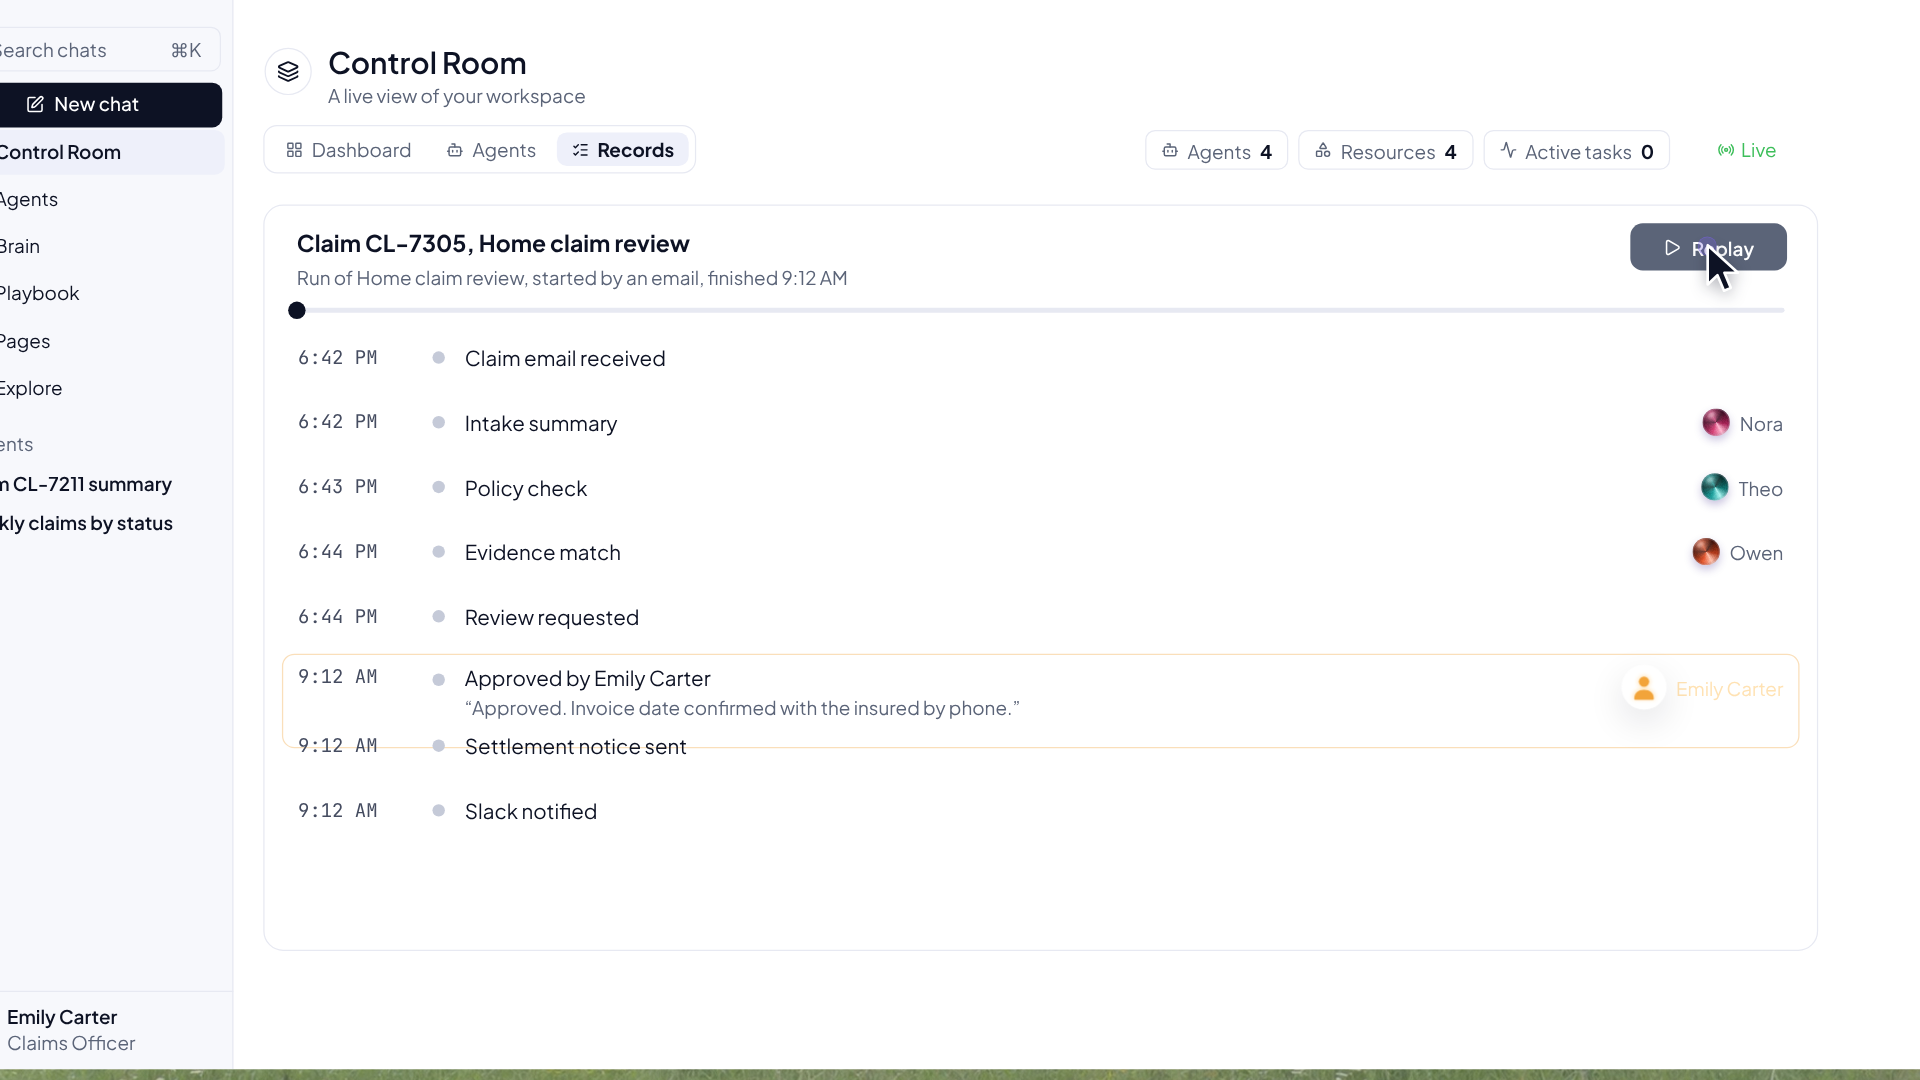 Search chats ⌘K
New chat
Control Room
Agents
Brain
Playbook
Pages
Explore
CL-7211 summary
claims by status
Emily Carter
Claims Officer
Control Room
A live view of your workspace
Dashboard Agents Records
Agents 4 Resources 4 Active tasks 0 Live
Claim CL-7305, Home claim review
Replay
Run of Home claim review, started by an email, finished 9:12 AM
6:42 PM Claim email received
6:42 PM Intake summary Nora
6:43 PM Policy check Theo
6:44 PM Evidence match Owen
6:44 PM Review requested
9:12 AM Approved by Emily Carter Emily Carter
“Approved. Invoice date confirmed with the insured by phone.”
9:12 AM Settlement notice sent
9:12 AM Slack notified